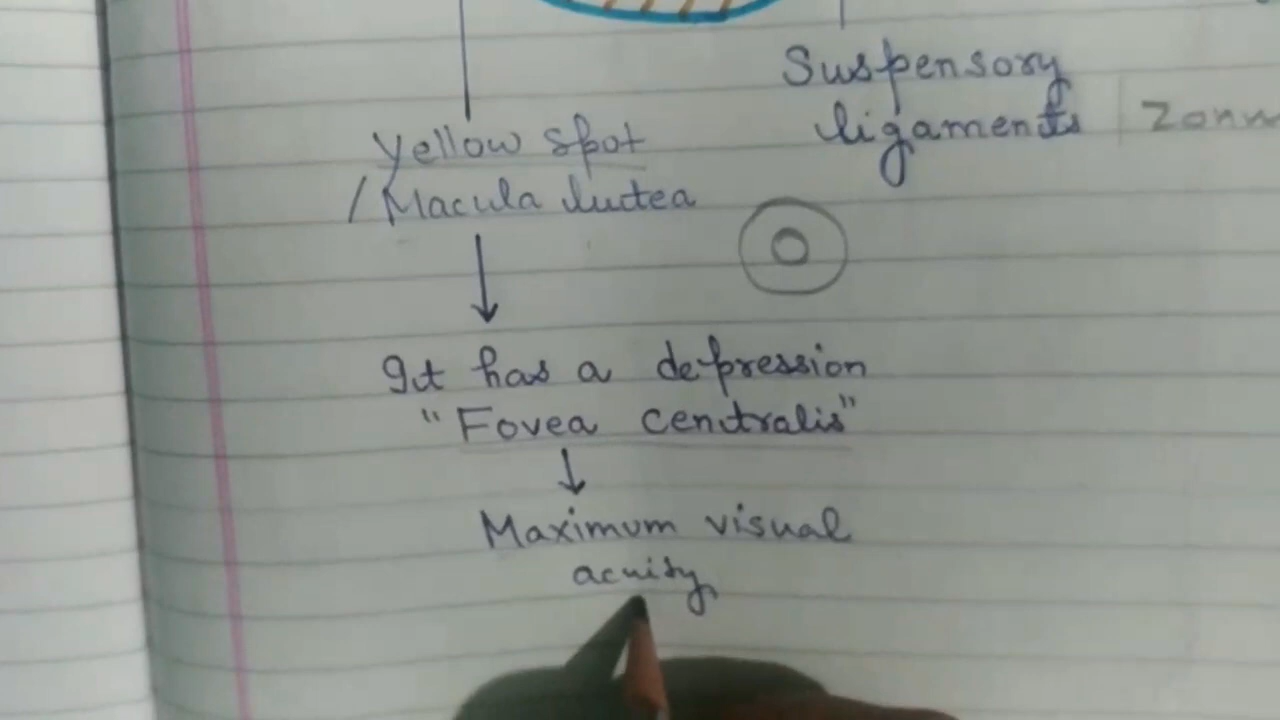 Suspensory
ligaments
yellow spot
/ Macula lutea
It has a depression
"Fovea centralis"
Maximum visual
acuity